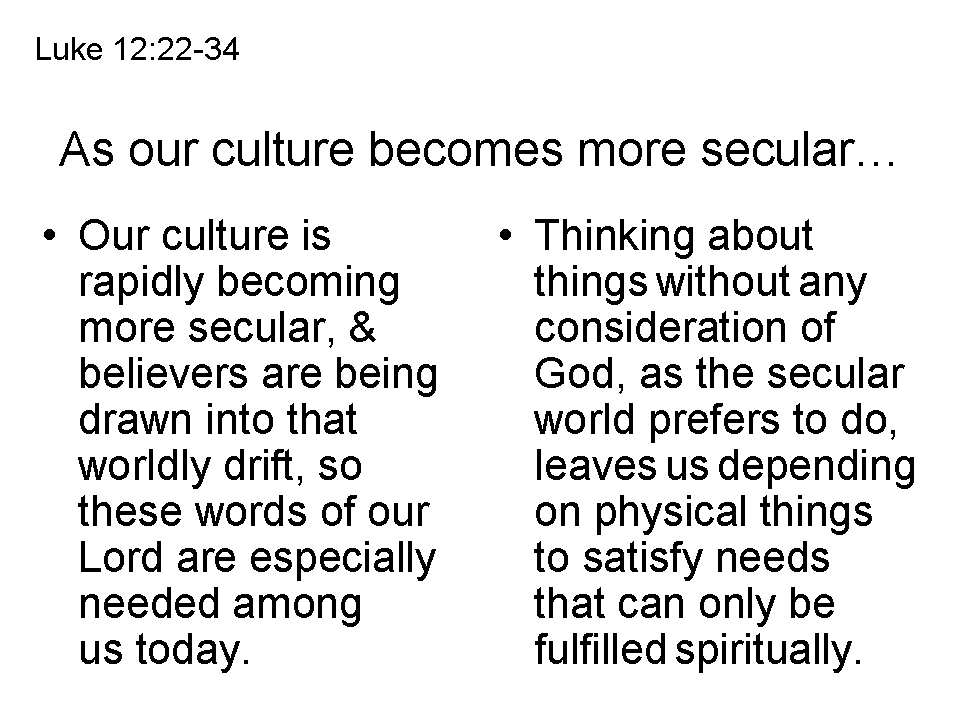 Luke 12:22-34
As our culture becomes more secular…
• Our culture is
rapidly becoming
more secular, &
believers are being
drawn into that
worldly drift, so
these words of our
Lord are especially
needed among
us today.
• Thinking about
things without any
consideration of
God, as the secular
world prefers to do,
leaves us depending
on physical things
to satisfy needs
that can only be
fulfilled spiritually.